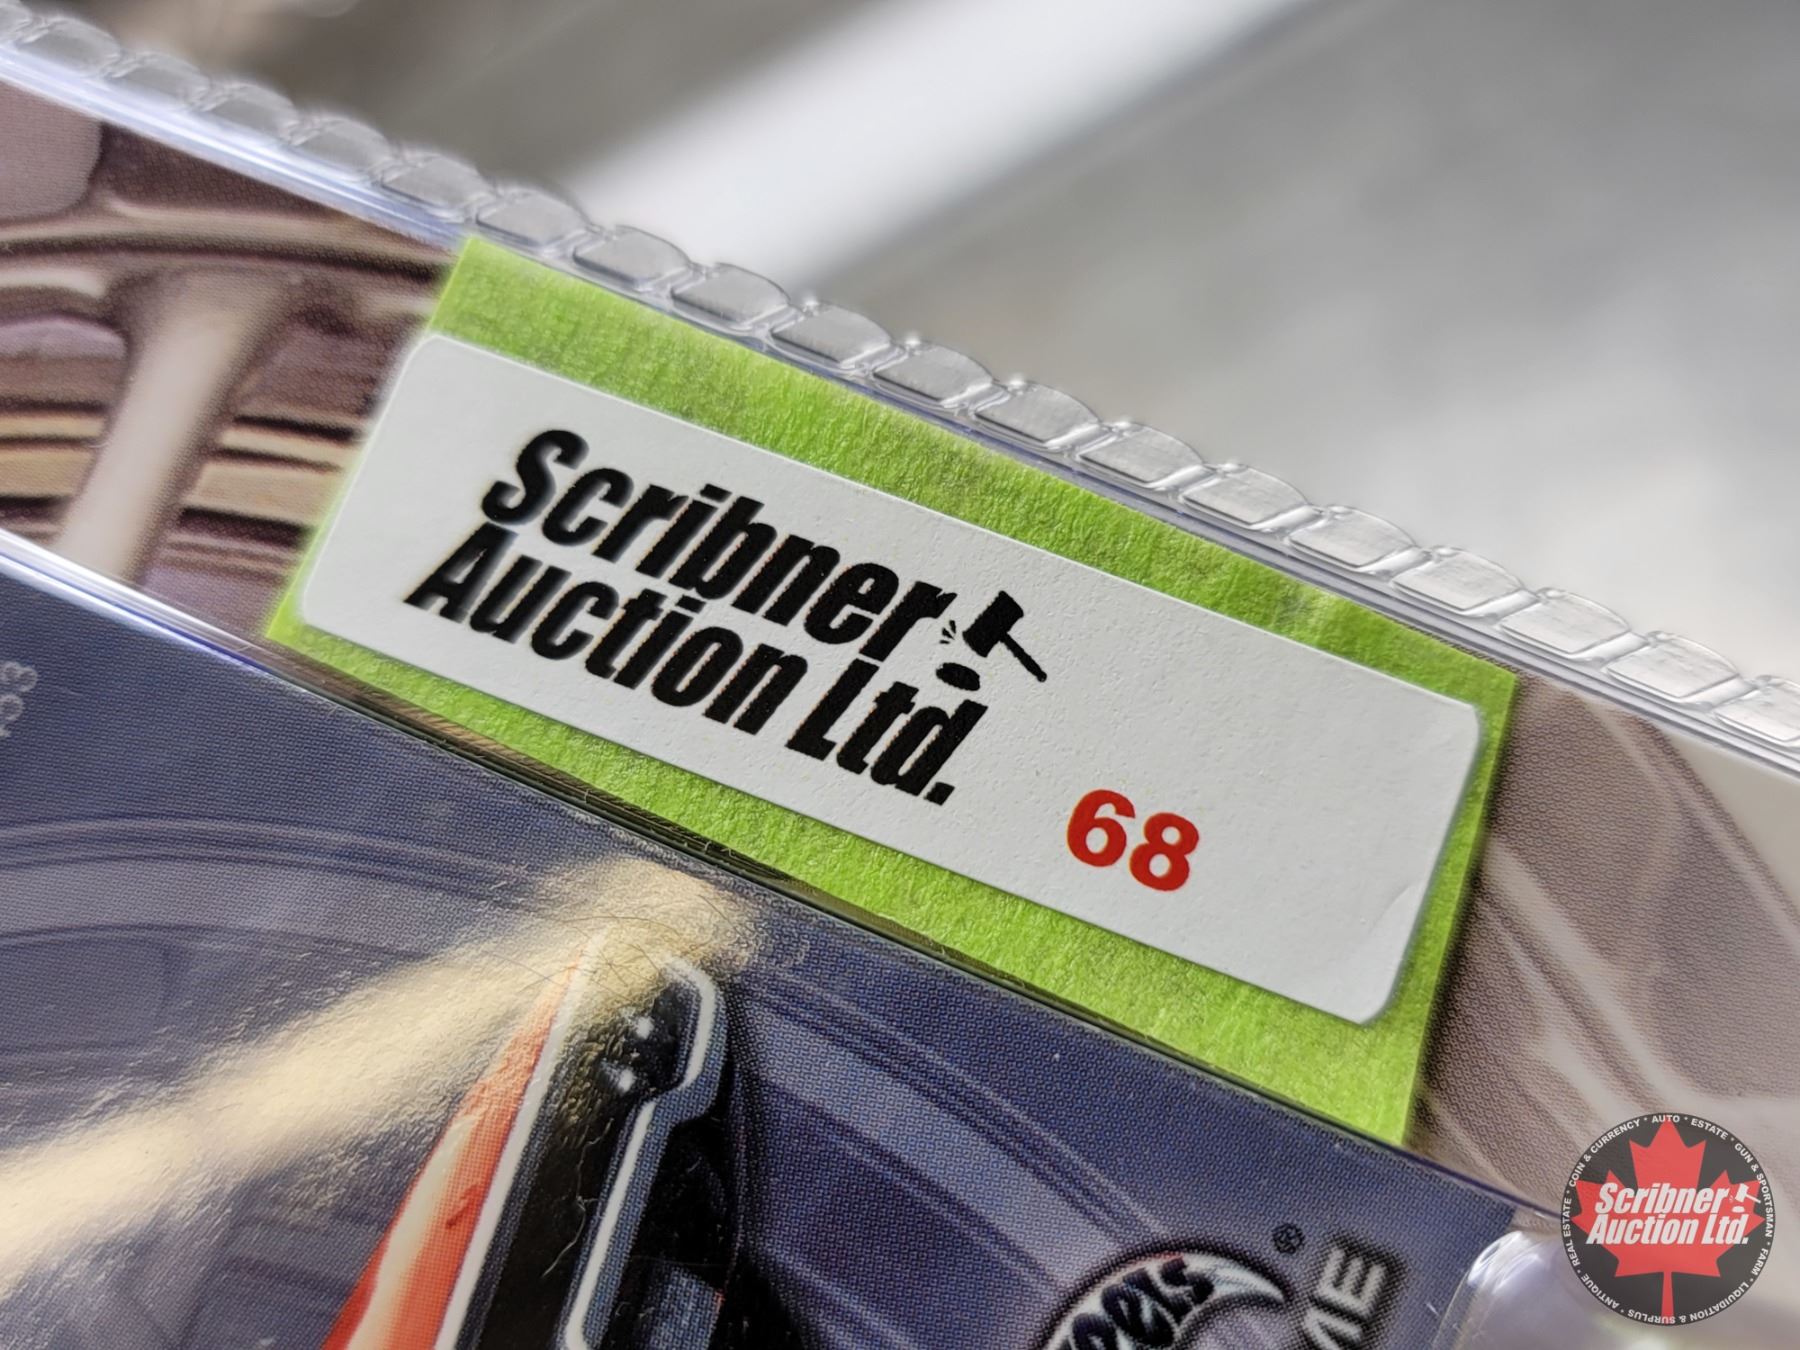 Scribner
Auction Ltd.
68
®
COIN & CURRENCY * AUTO * ESTATE * GUN & SPORTSMAN * FARM * LIQUIDATION & SURPLUS * ANTIQUE * REAL ESTATE *
Scribner
Auction Ltd.